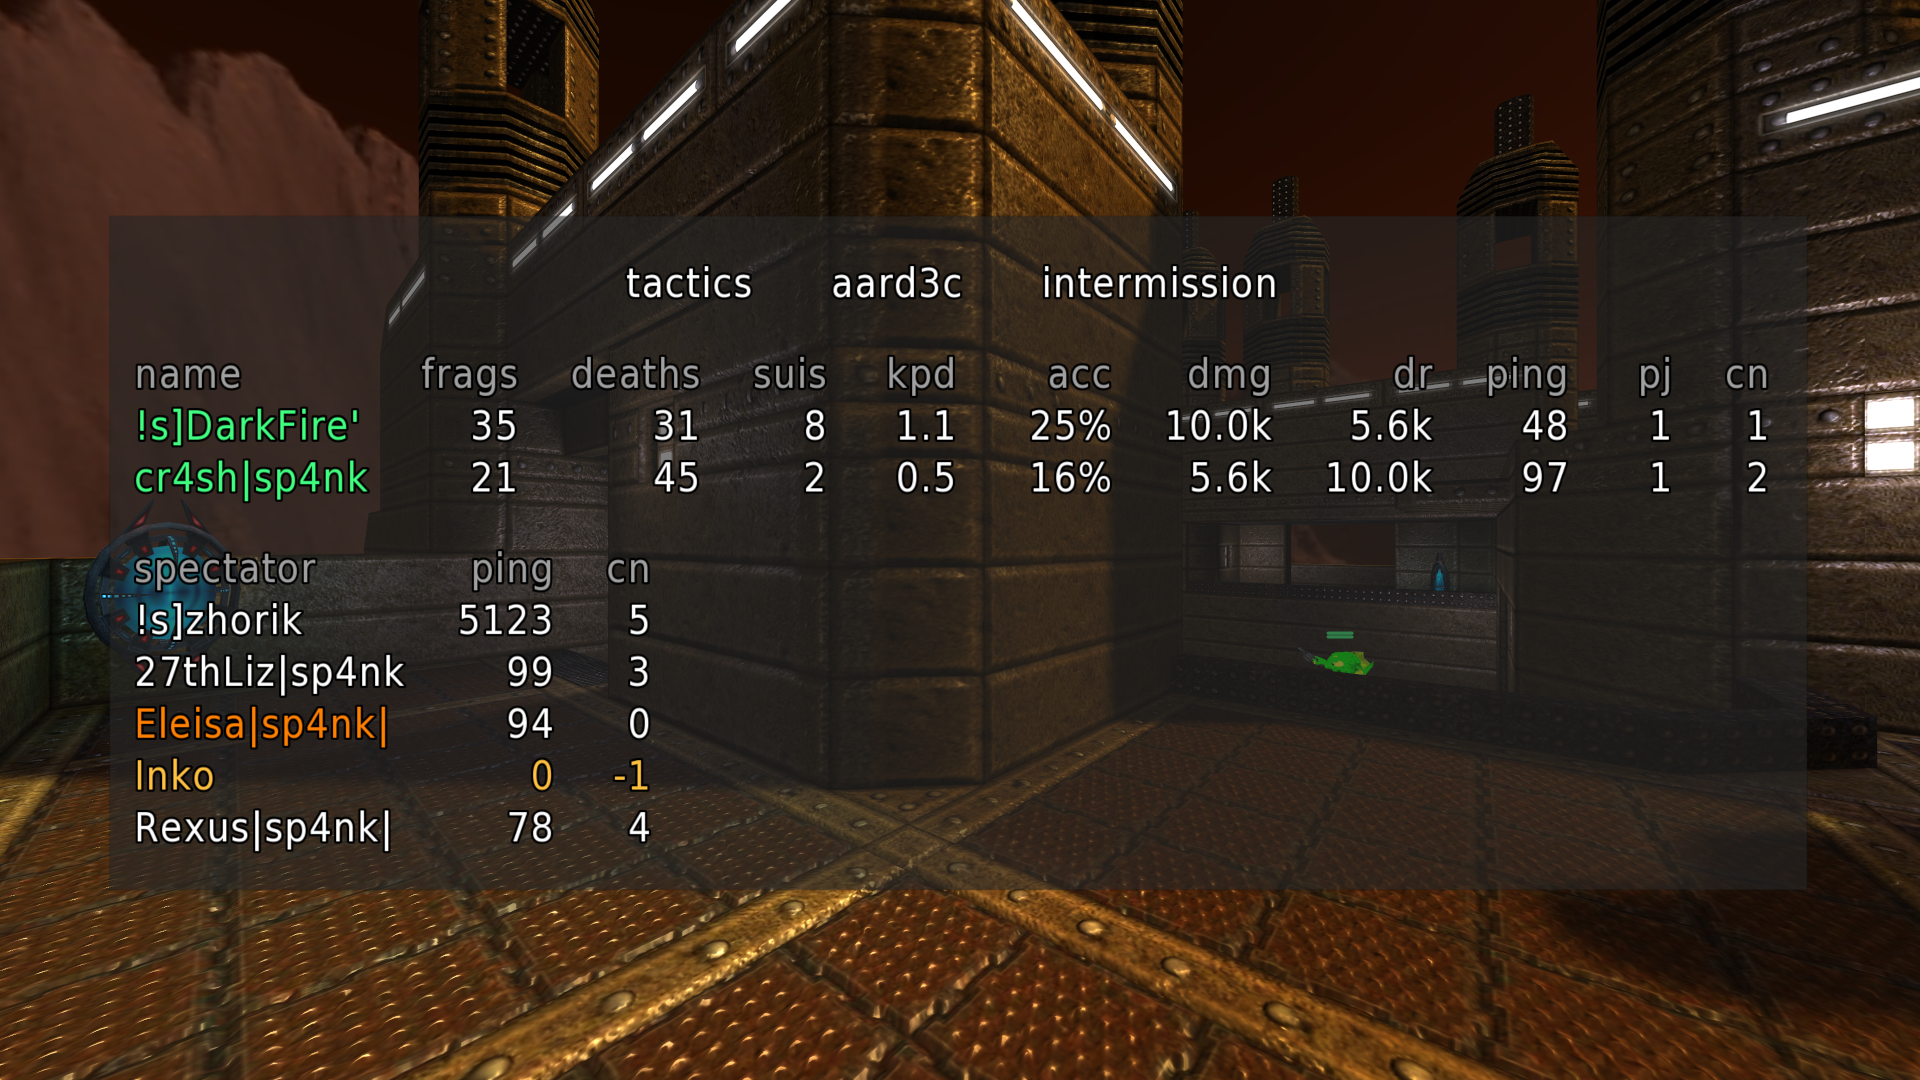 tactics aard3c intermission
name frags deaths suis kpd acc dmg dr ping pj cn
!s]DarkFire' 35 31 8 1.1 25% 10.0k 5.6k 48 1 1
cr4sh|sp4nk 21 45 2 0.5 16% 5.6k 10.0k 97 1 2
spectator ping cn
!s]zhorik 5123 5
27thLiz|sp4nk 99 3
Eleisa|sp4nk| 94 0
Inko 0 -1
Rexus|sp4nk| 78 4